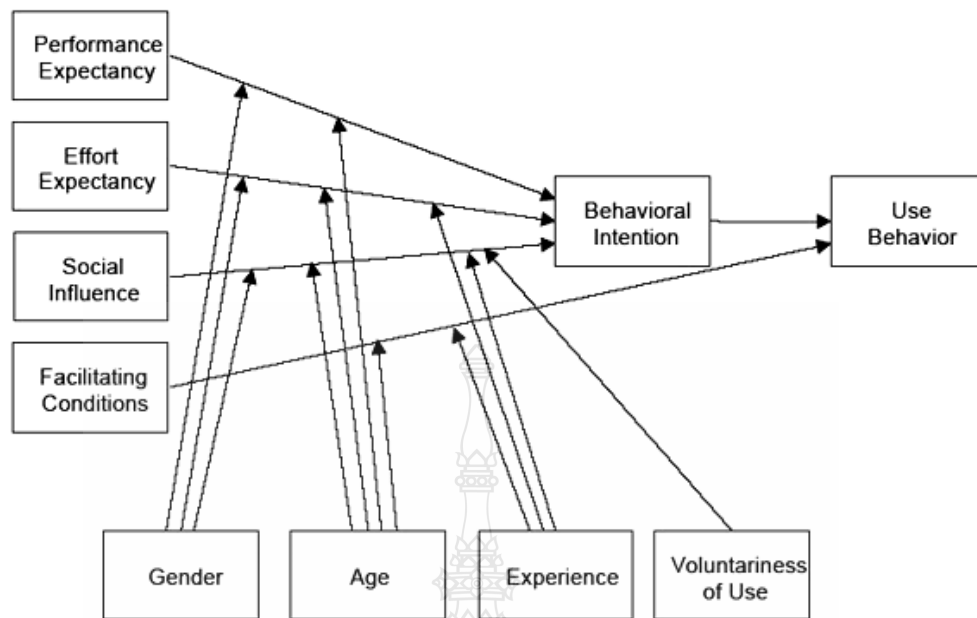 Performance
Expectancy
Effort
Expectancy
Social
Influence
Facilitating
Conditions
Behavioral
Intention
Use
Behavior
Gender
Age
Experience
Voluntariness
of Use